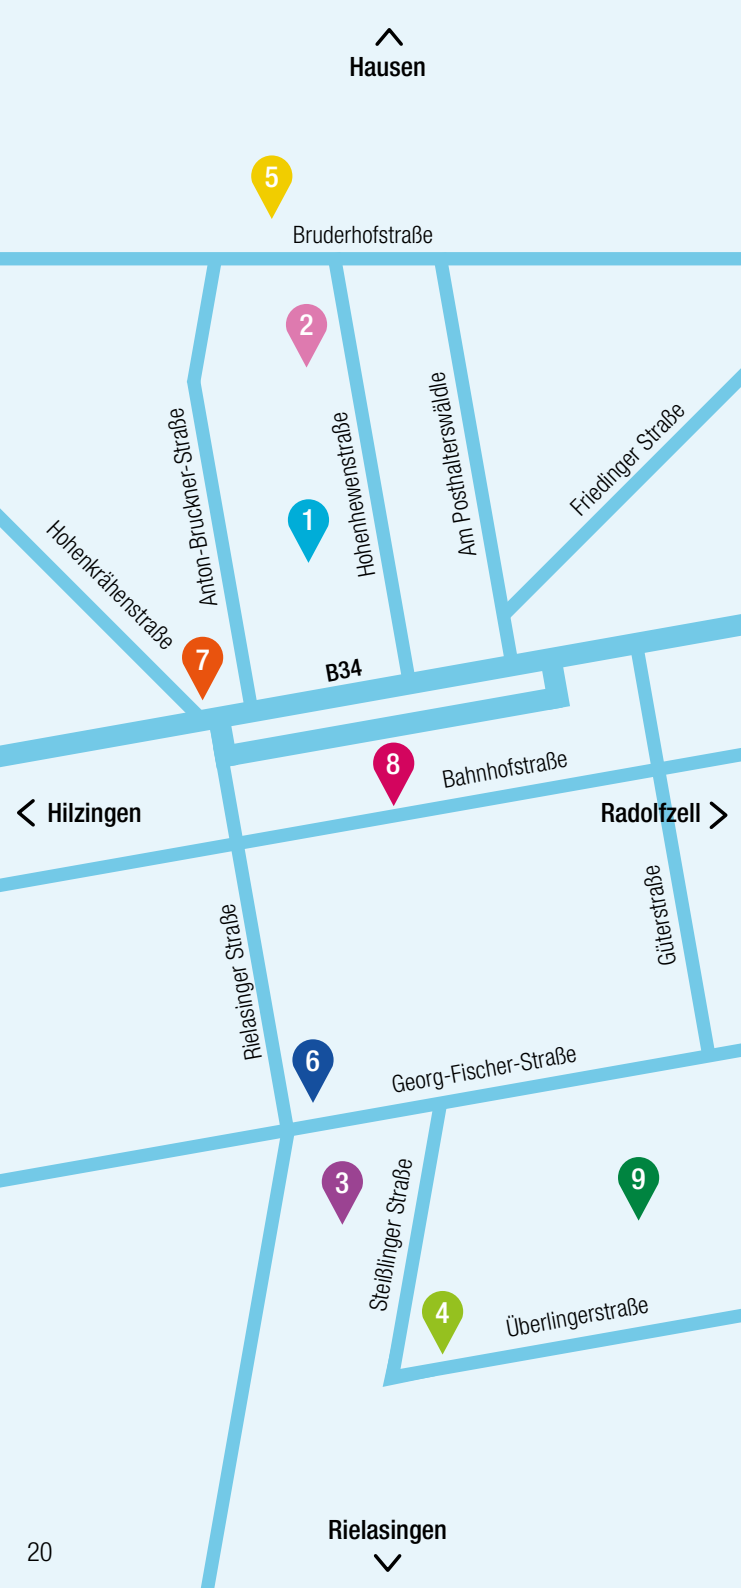 Hausen
5
Bruderhofstraße
2
Anton-Bruckner-Straße
Hohenhewenstraße
Am Posthalterswäldle
Friedinger Straße
1
Hohenkrähenstraße
7
B34
8
Bahnhofstraße
Hilzingen
Radolfzell
Güterstraße
Rielasinger Straße
6
Georg-Fischer-Straße
3
Steißlinger Straße
9
4
Überlingerstraße
Rielasingen
20